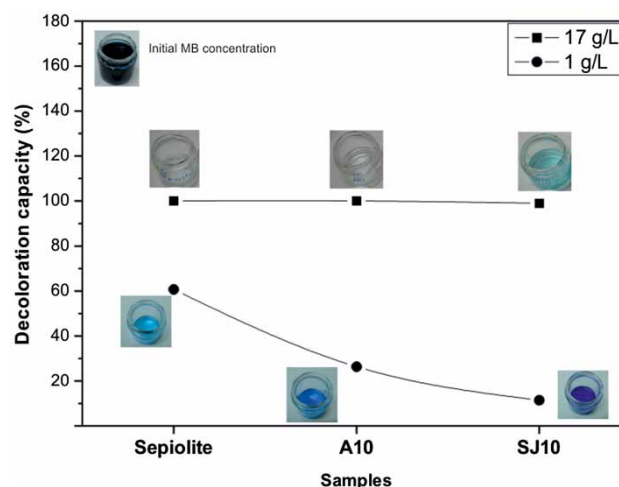 180
160
140
120
100
80
60
40
20
Decoloration capacity (%)
Initial MB concentration
17 g/L
1 g/L
Sepiolite A10 SJ10
Samples